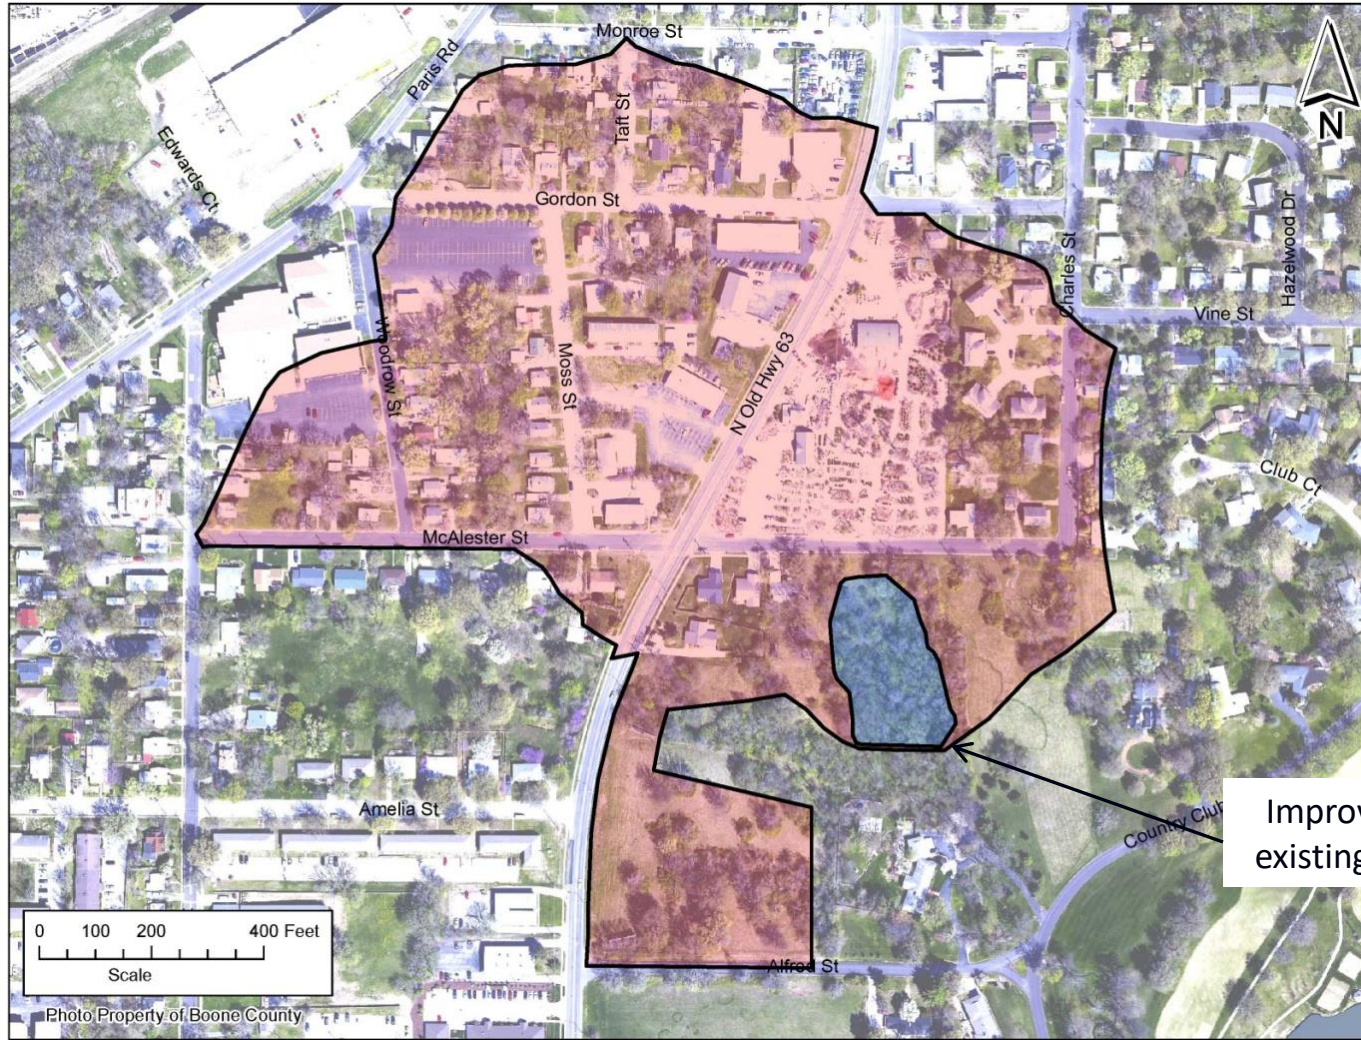 Monroe St
Paris Rd
N
Taft St
Edwards Ct
Gordon St
Hazelwood Dr
Charles St
Vine St
Woodrow St
Moss St
N Old Hwy 63
Club Ct
McAlester St
Amelia St
Country Club
Improv
existing
0 100 200 400 Feet
Scale
Alfred St
Photo Property of Boone County